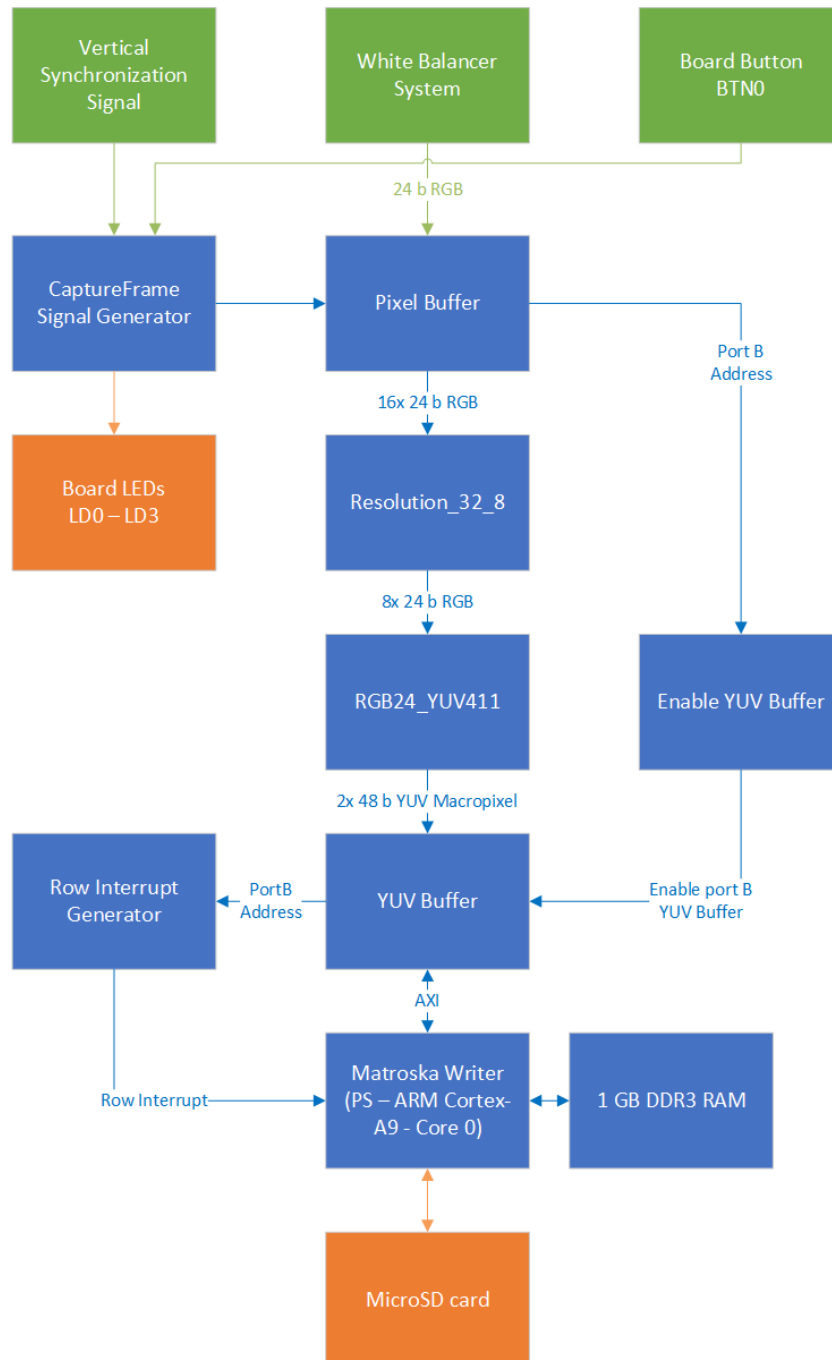 Vertical
Synchronization
Signal
White Balancer
System
Board Button
BTN0
24 b RGB
CaptureFrame
Signal Generator
Pixel Buffer
Port B
Address
16x 24 b RGB
Board LEDs
LD0 – LD3
Resolution_32_8
8x 24 b RGB
RGB24_YUV411
Enable YUV Buffer
2x 48 b YUV Macropixel
Row Interrupt
Generator
PortB
Address
YUV Buffer
Enable port B
YUV Buffer
AXI
Matroska Writer
(PS – ARM Cortex-
A9 - Core 0)
1 GB DDR3 RAM
Row Interrupt
MicroSD card